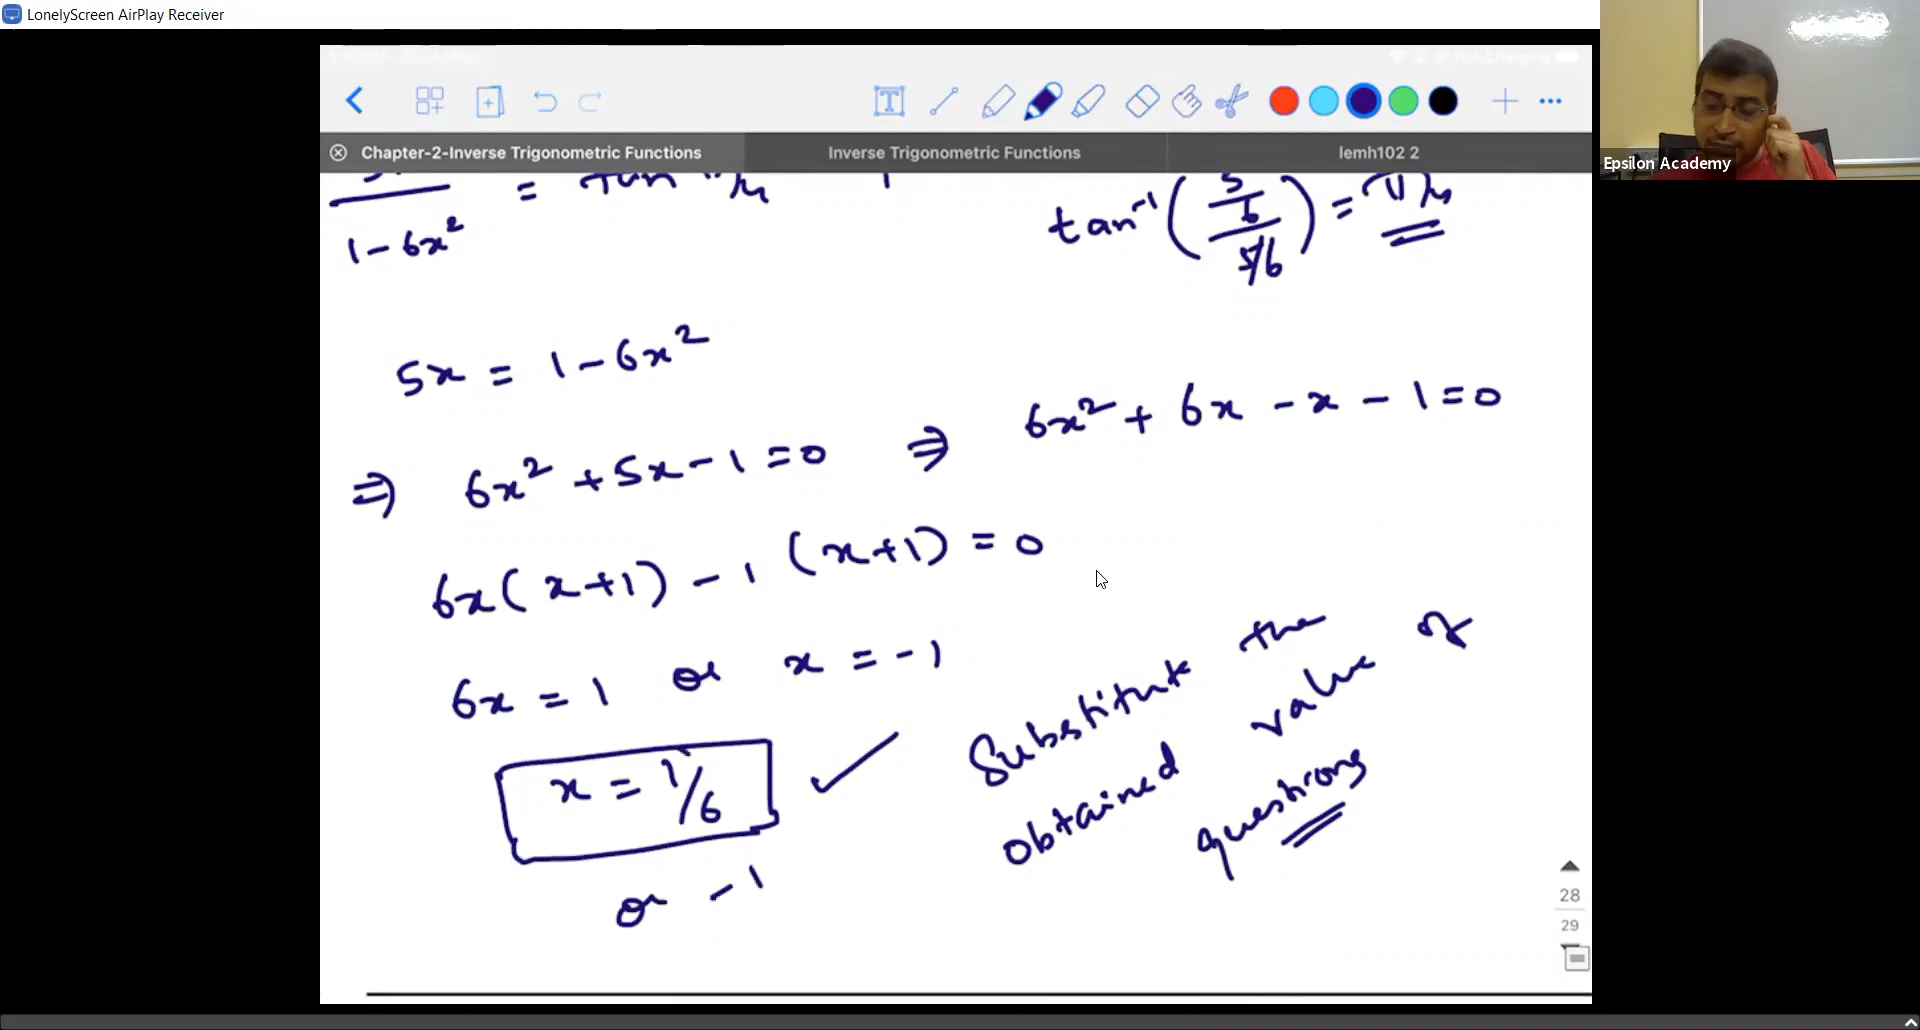 LonelyScreen AirPlay Receiver
Chapter-2-Inverse Trigonometric Functions
Inverse Trigonometric Functions
lemh102 2
Epsilon Academy
1-6x² = tan π/4
tan⁻¹ ( 5/6 / 5/6 ) = π/4
5x = 1-6x²
⇒ 6x² + 5x - 1 = 0 ⇒ 6x² + 6x - x - 1 = 0
6x(x+1) - 1 (x+1) = 0
6x = 1 or x = -1
x = 1/6 ✓
or -1
Substitute the
obtained value of
questions
28
29